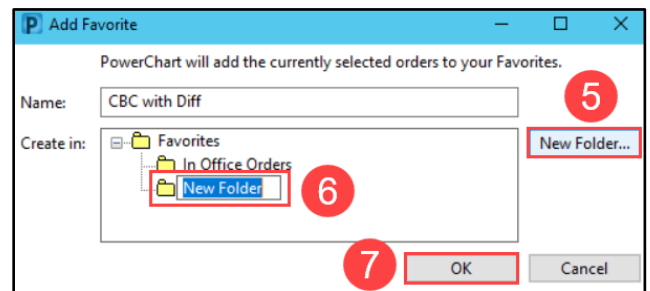 P Add Favorite
PowerChart will add the currently selected orders to your Favorites.
Name: CBC with Diff
5
Create in: Favorites New Folder...
In Office Orders
New Folder 6
7 OK Cancel